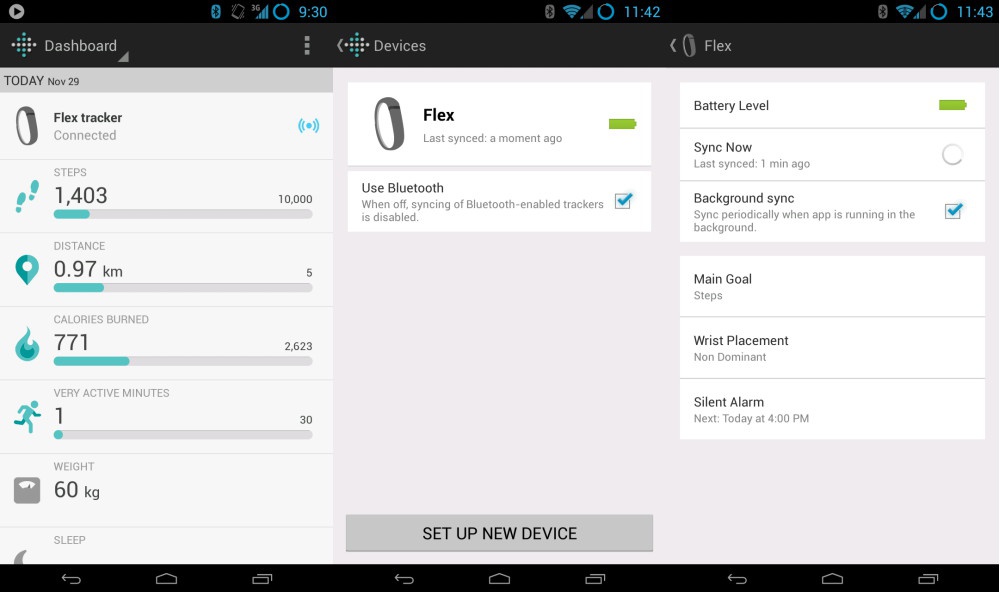 3G
9:30
Dashboard
TODAY Nov 29
Flex tracker
Connected
STEPS
1,403
10,000
DISTANCE
0.97 km
5
CALORIES BURNED
771
2,623
VERY ACTIVE MINUTES
1
30
WEIGHT
60 kg
SLEEP
11:42
Devices
Flex
Last synced: a moment ago
Use Bluetooth
When off, syncing of Bluetooth-enabled trackers
is disabled.
SET UP NEW DEVICE
11:43
Flex
Battery Level
Sync Now
Last synced: 1 min ago
Background sync
Sync periodically when app is running in the
background.
Main Goal
Steps
Wrist Placement
Non Dominant
Silent Alarm
Next: Today at 4:00 PM